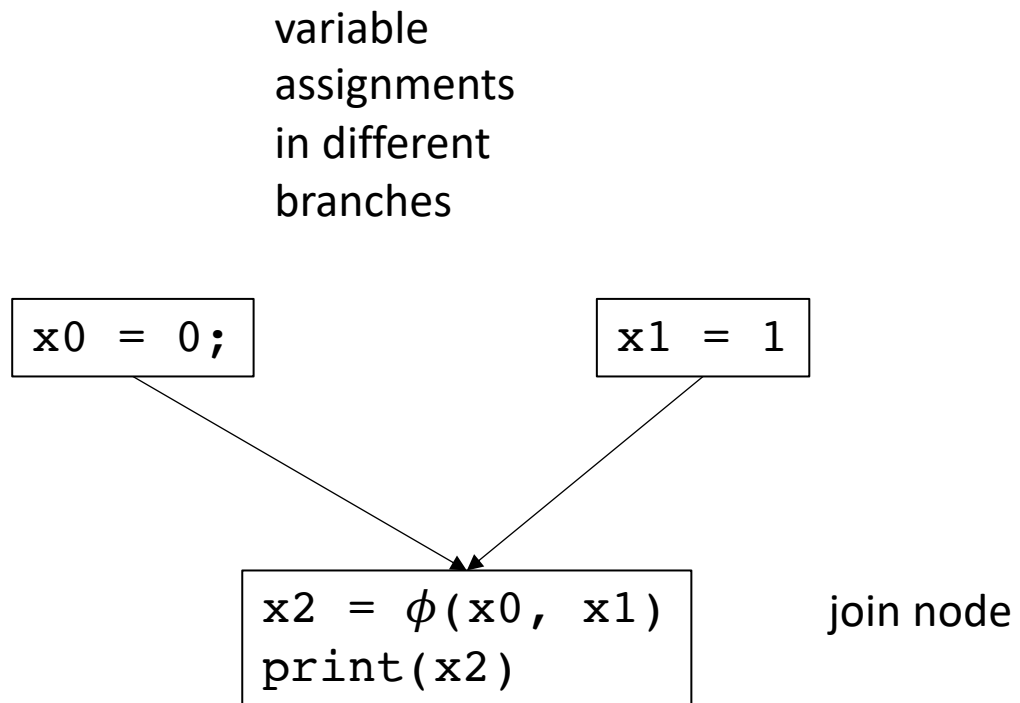 variable
assignments
in different
branches
x0 = 0;
x1 = 1
x2 = ϕ(x0, x1)
print(x2)
join node